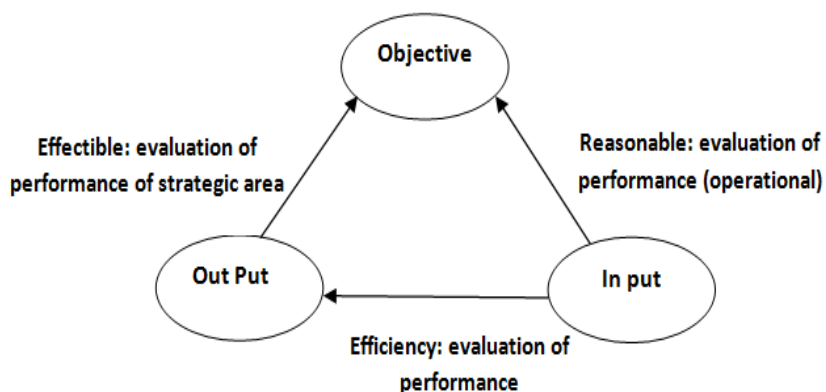 Objective
Effectible: evaluation of
performance of strategic area
Reasonable: evaluation of
performance (operational)
Out Put
In put
Efficiency: evaluation of
performance